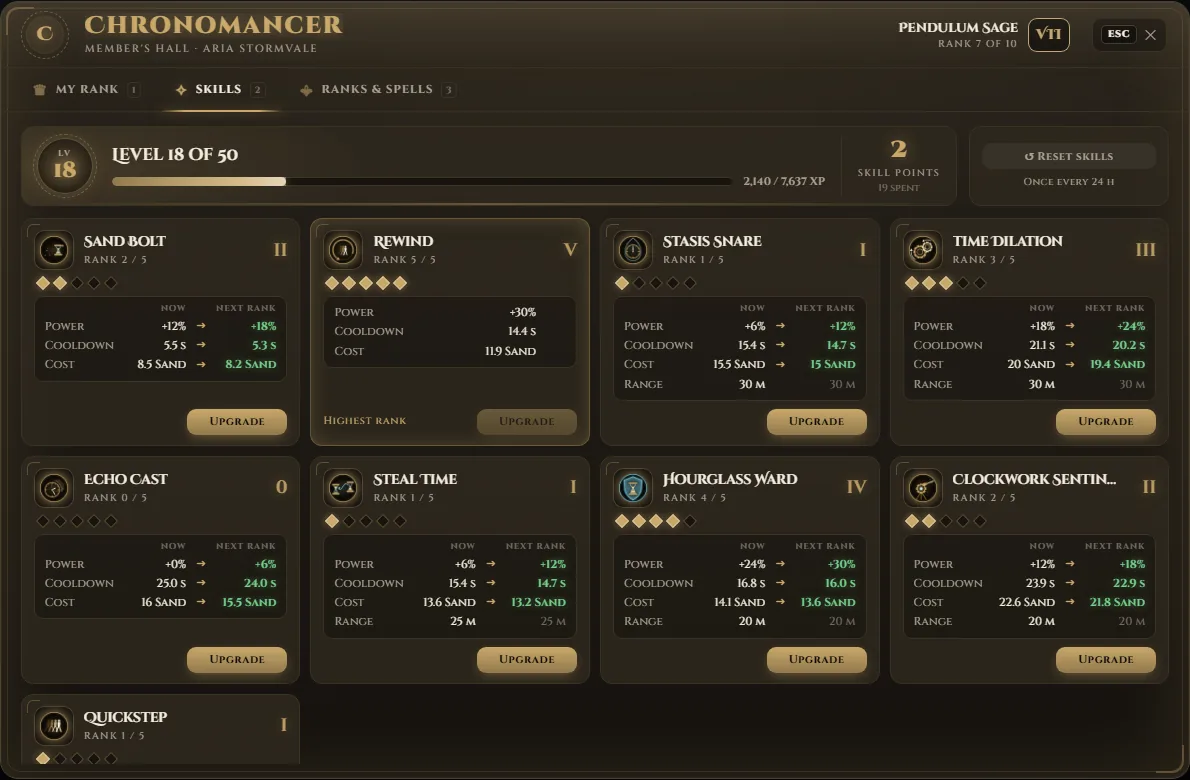 C
CHRONOMANCER
MEMBER'S HALL · ARIA STORMVALE
PENDULUM SAGE
RANK 7 OF 10
VII
ESC
MY RANK 1
SKILLS 2
RANKS & SPELLS 3
LV
18
LEVEL 18 OF 50
2,140 / 7,637 XP
2
SKILL POINTS
19 SPENT
↺ RESET SKILLS
ONCE EVERY 24 H
SAND BOLT
RANK 2 / 5
II
NOW NEXT RANK
POWER +12% → +18%
COOLDOWN 5.5 S → 5.3 S
COST 8.5 SAND → 8.2 SAND
UPGRADE
REWIND
RANK 5 / 5
V
POWER +30%
COOLDOWN 14.4 S
COST 11.9 SAND
HIGHEST RANK
UPGRADE
STASIS SNARE
RANK 1 / 5
I
NOW NEXT RANK
POWER +6% → +12%
COOLDOWN 15.4 S → 14.7 S
COST 15.5 SAND → 15 SAND
RANGE 30 M 30 M
UPGRADE
TIME DILATION
RANK 3 / 5
III
NOW NEXT RANK
POWER +18% → +24%
COOLDOWN 21.1 S → 20.2 S
COST 20 SAND → 19.4 SAND
RANGE 30 M 30 M
UPGRADE
ECHO CAST
RANK 0 / 5
0
NOW NEXT RANK
POWER +0% → +6%
COOLDOWN 25.0 S → 24.0 S
COST 16 SAND → 15.5 SAND
UPGRADE
STEAL TIME
RANK 1 / 5
I
NOW NEXT RANK
POWER +6% → +12%
COOLDOWN 15.4 S → 14.7 S
COST 13.6 SAND → 13.2 SAND
RANGE 25 M 25 M
UPGRADE
HOURGLASS WARD
RANK 4 / 5
IV
NOW NEXT RANK
POWER +24% → +30%
COOLDOWN 16.8 S → 16.0 S
COST 14.1 SAND → 13.6 SAND
RANGE 20 M 20 M
UPGRADE
CLOCKWORK SENTIN...
RANK 2 / 5
II
NOW NEXT RANK
POWER +12% → +18%
COOLDOWN 23.9 S → 22.9 S
COST 22.6 SAND → 21.8 SAND
RANGE 20 M 20 M
UPGRADE
QUICKSTEP
RANK 1 / 5
I